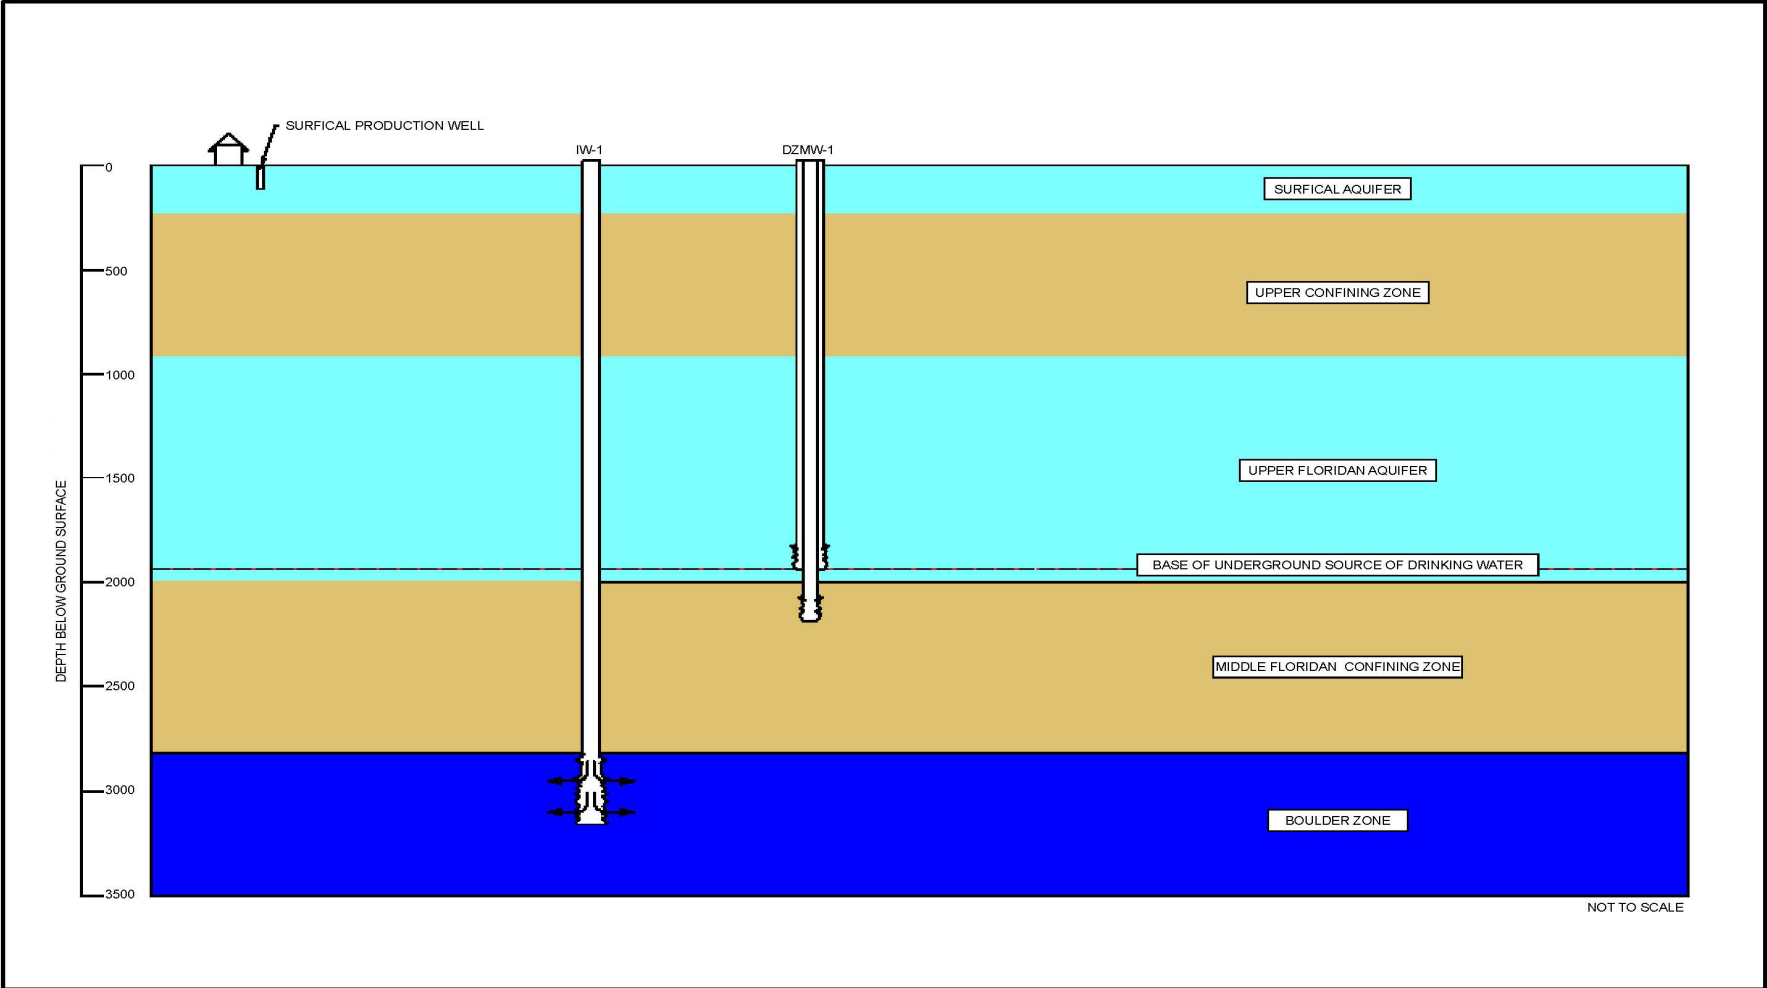 SURFICAL PRODUCTION WELL
IW-1
DZMW-1
0
SURFICAL AQUIFER
500
UPPER CONFINING ZONE
1000
UPPER FLORIDAN AQUIFER
1500
BASE OF UNDERGROUND SOURCE OF DRINKING WATER
2000
DEPTH BELOW GROUND SURFACE
MIDDLE FLORIDAN CONFINING ZONE
2500
3000
BOULDER ZONE
3500
NOT TO SCALE